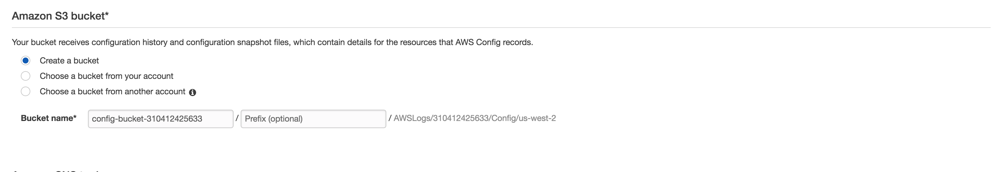 Amazon S3 bucket*
Your bucket receives configuration history and configuration snapshot files, which contain details for the resources that AWS Config records.
Create a bucket
Choose a bucket from your account
Choose a bucket from another account
Bucket name* config-bucket-310412425633 / Prefix (optional) / AWSLogs/310412425633/Config/us-west-2